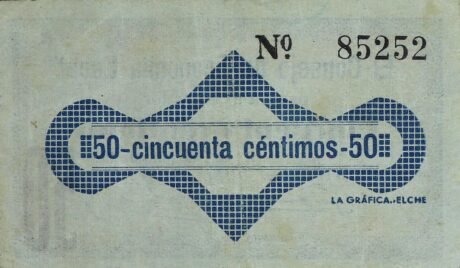 Nº 85252
50-cincuenta céntimos-50
LA GRÁFICA.-ELCHE